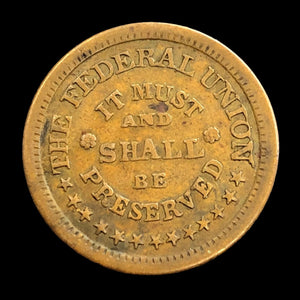 THE FEDERAL UNION
IT MUST
AND
SHALL
BE
PRESERVED